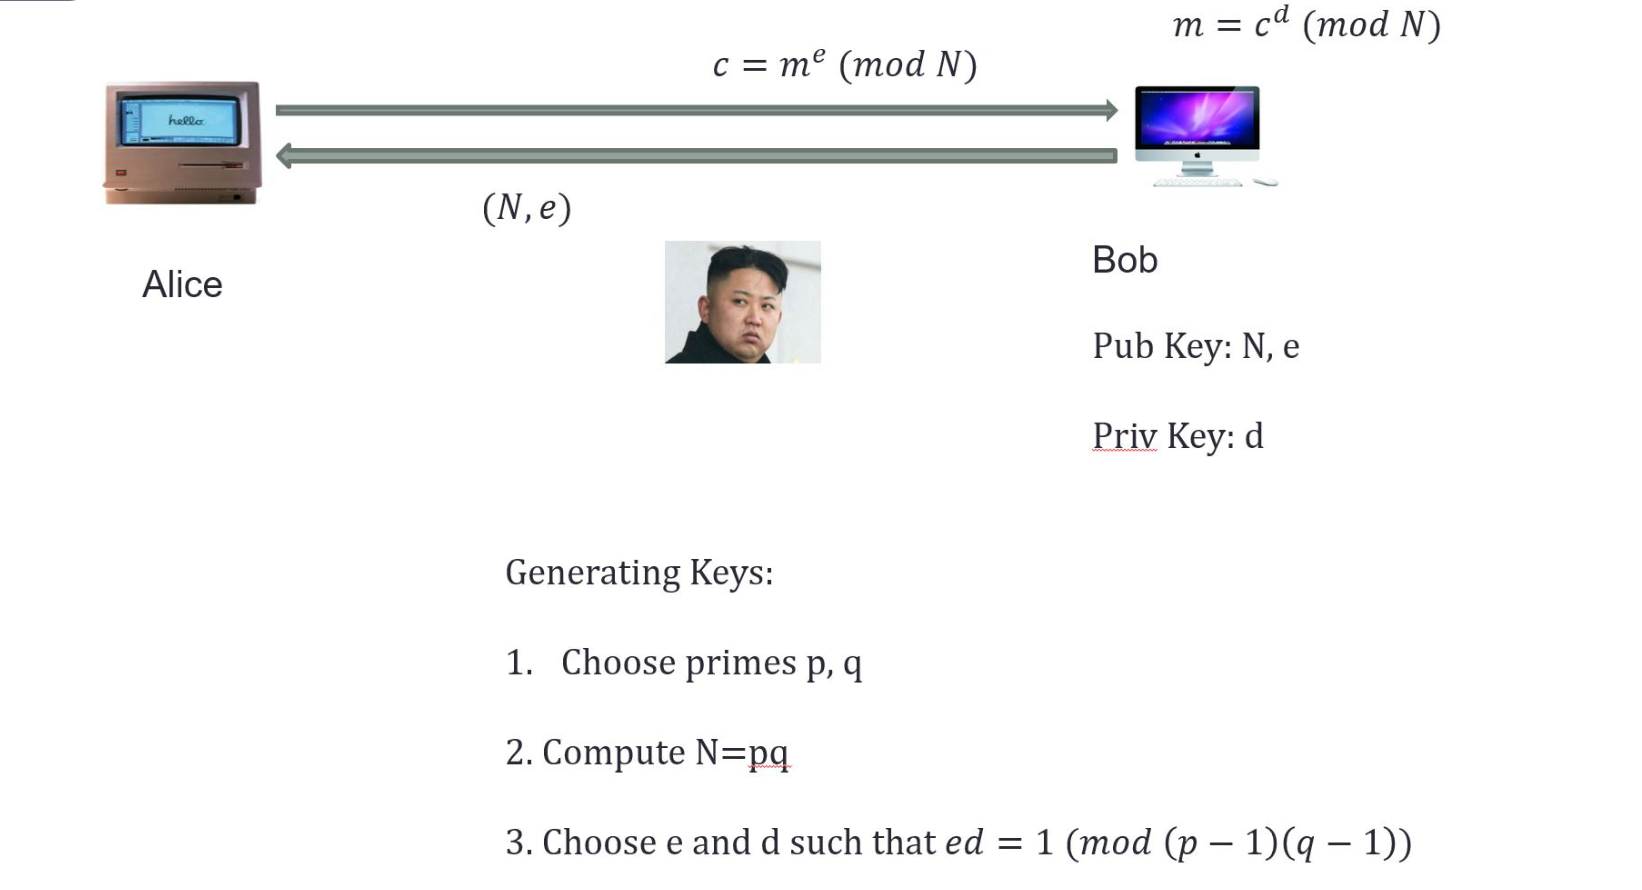 m = c^d (mod N)
c = m^e (mod N)
hello.
(N, e)
Alice
Bob
Pub Key: N, e
Priv Key: d
Generating Keys:
1. Choose primes p, q
2. Compute N=pq
3. Choose e and d such that ed = 1 (mod (p − 1)(q − 1))